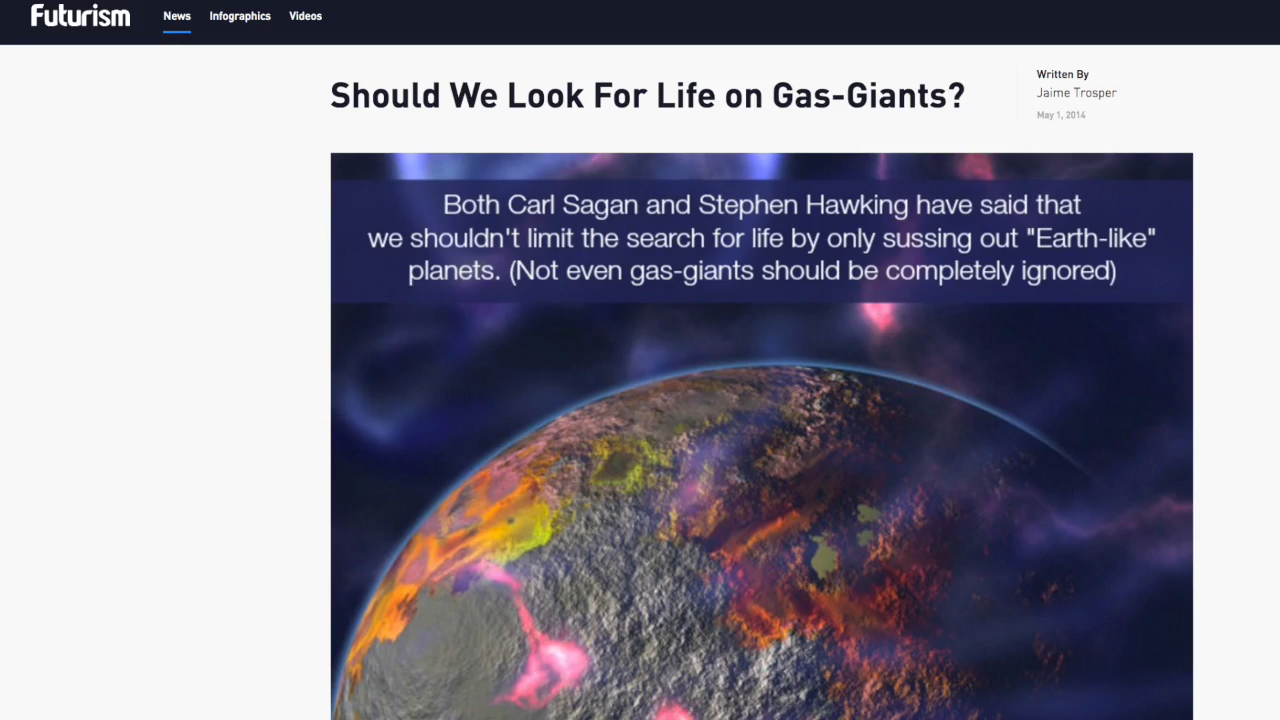 Futurism
News
Infographics
Videos
Should We Look For Life on Gas-Giants?
Written By
Jaime Trosper
May 1, 2014
Both Carl Sagan and Stephen Hawking have said that
we shouldn't limit the search for life by only sussing out "Earth-like"
planets. (Not even gas-giants should be completely ignored)